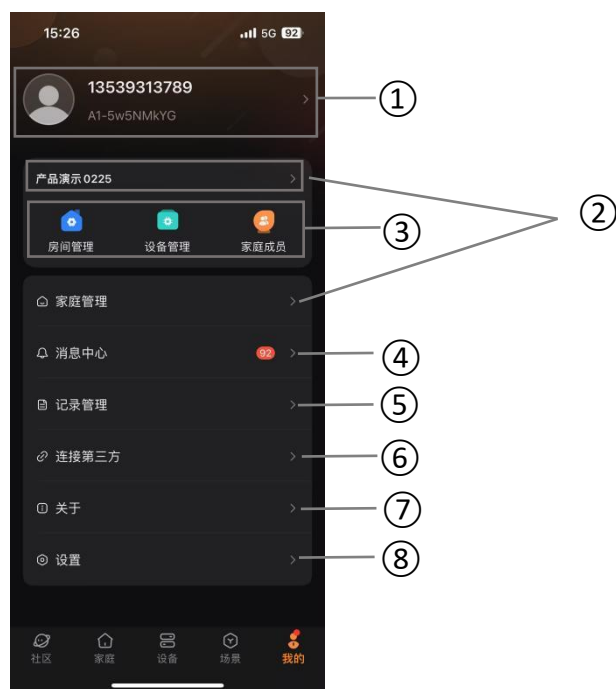 15:26
5G 92
13539313789
A1-5w5NMkYG
①
产品演示0225
②
房间管理 设备管理 家庭成员
③
家庭管理
消息中心 92
④
记录管理
⑤
连接第三方
⑥
关于
⑦
设置
⑧
社区 家庭 设备 场景 我的